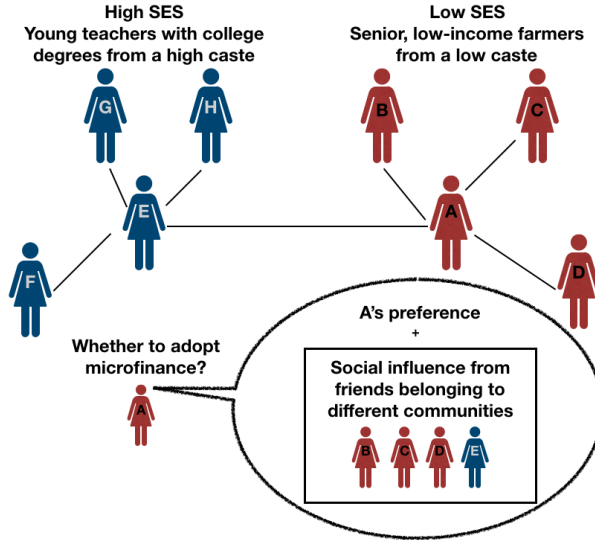 High SES
Young teachers with college
degrees from a high caste
Low SES
Senior, low-income farmers
from a low caste
G
H
B
C
E
A
F
D
Whether to adopt
microfinance?
A
A's preference
+
Social influence from
friends belonging to
different communities
B
C
D
E